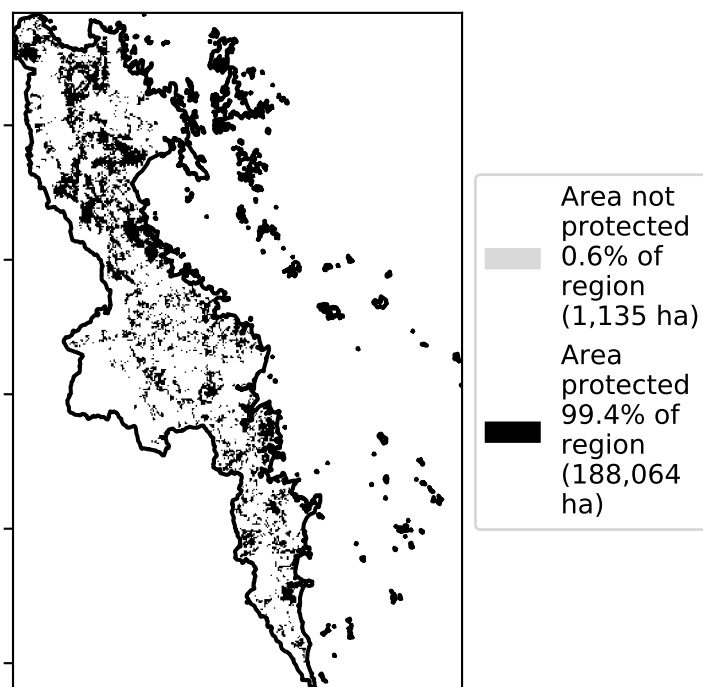 Area not
protected
0.6% of
region
(1,135 ha)
Area
protected
99.4% of
region
(188,064
ha)